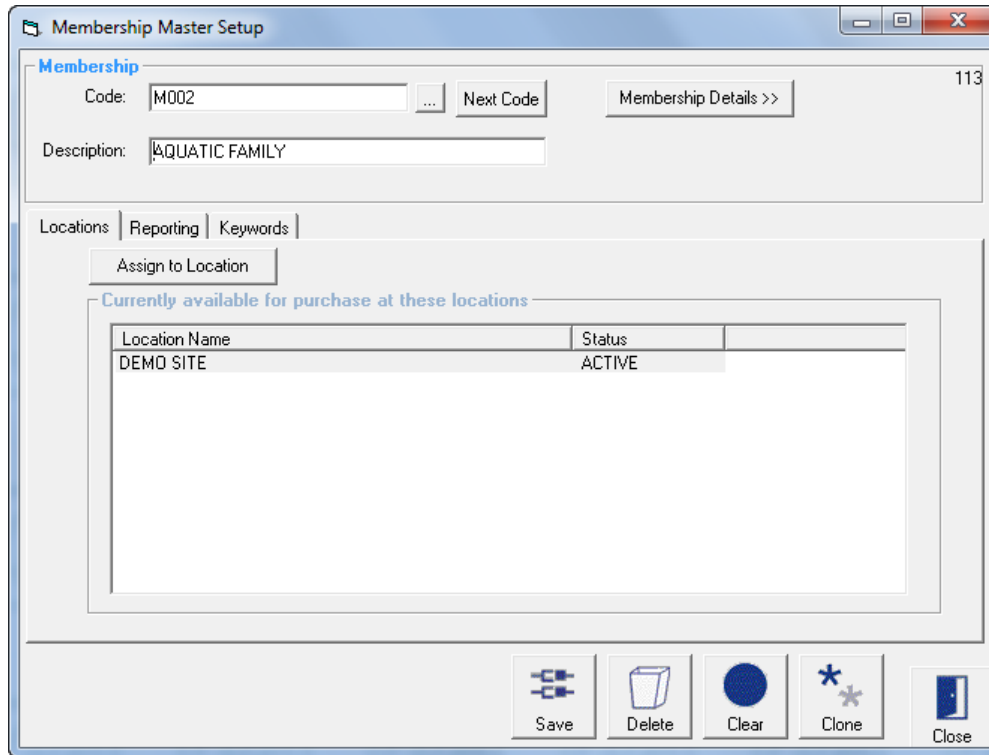 Membership Master Setup
Membership
113
Code: M002 ... Next Code Membership Details >>
Description: AQUATIC FAMILY
Locations Reporting Keywords
Assign to Location
Currently available for purchase at these locations
Location Name Status
DEMO SITE ACTIVE
Save Delete Clear Clone Close